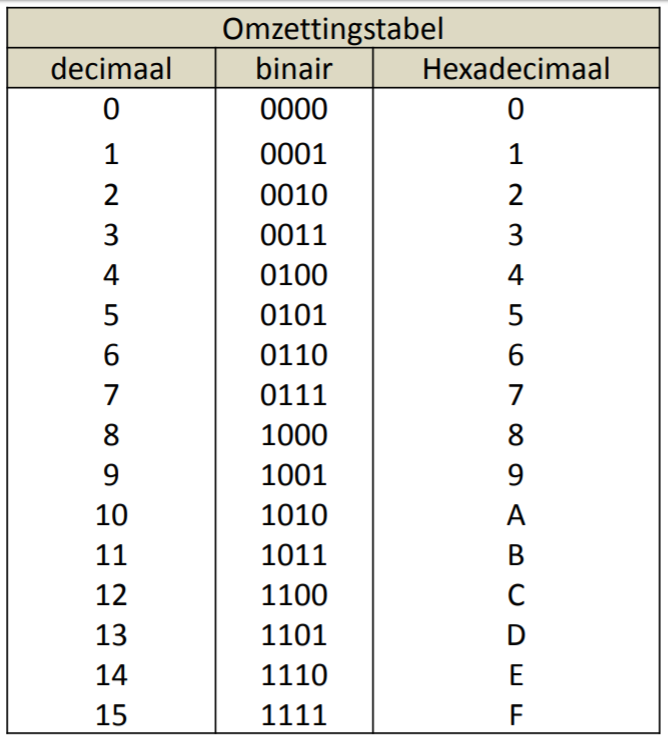 Omzettingstabel
decimaal binair Hexadecimaal
0 0000 0
1 0001 1
2 0010 2
3 0011 3
4 0100 4
5 0101 5
6 0110 6
7 0111 7
8 1000 8
9 1001 9
10 1010 A
11 1011 B
12 1100 C
13 1101 D
14 1110 E
15 1111 F